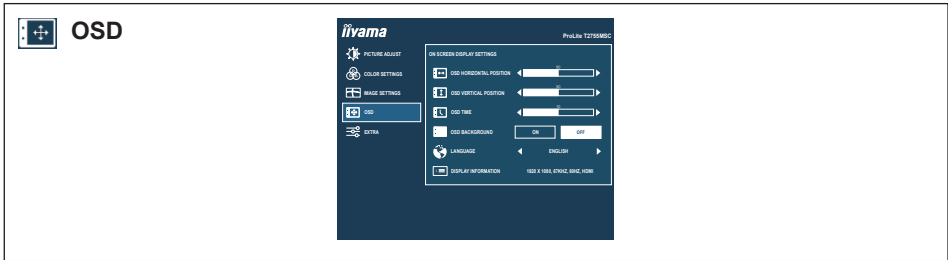 OSD
iiyama
ProLite T2755MSC
PICTURE ADJUST
COLOR SETTINGS
IMAGE SETTINGS
OSD
EXTRA
ON SCREEN DISPLAY SETTINGS
OSD HORIZONTAL POSITION
OSD VERTICAL POSITION
OSD TIME
OSD BACKGROUND ON OFF
LANGUAGE ENGLISH
DISPLAY INFORMATION 1920 X 1080, 67KHZ, 60HZ, HDMI